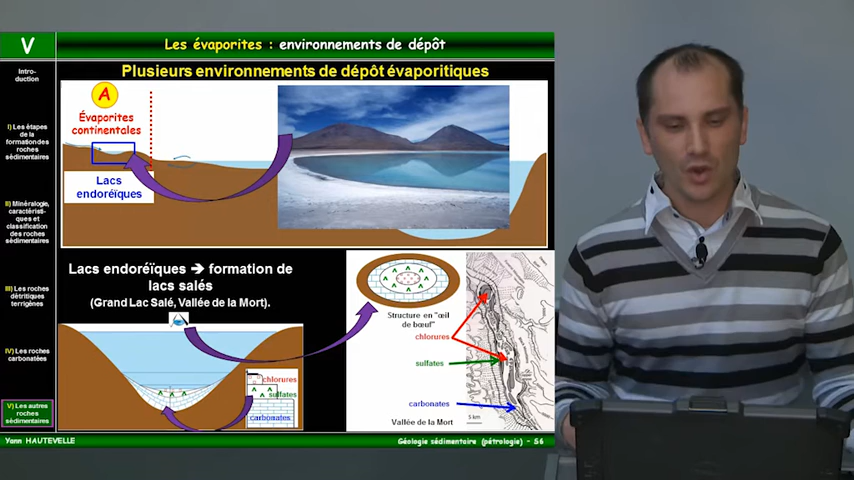 V
Les évaporites : environnements de dépôt
Intro-
duction
I) Les étapes
de la
formation des
roches
sédimentaires
II) Minéralogie,
caractéristi-
ques et
classification
des roches
sédimentaires
III) Les roches
détritiques
terrigènes
IV) Les roches
carbonatées
V) Les autres
roches
sédimentaires
Plusieurs environnements de dépôt évaporitiques
A
Évaporites
continentales
Lacs
endoréïques
Lacs endoréïques ➔ formation de
lacs salés
(Grand Lac Salé, Vallée de la Mort).
chlorures
sulfates
carbonates
Structure en "œil
de bœuf"
chlorures
sulfates
carbonates
5 km
Vallée de la Mort
Yann HAUTEVELLE
Géologie sédimentaire (pétrologie) - 56